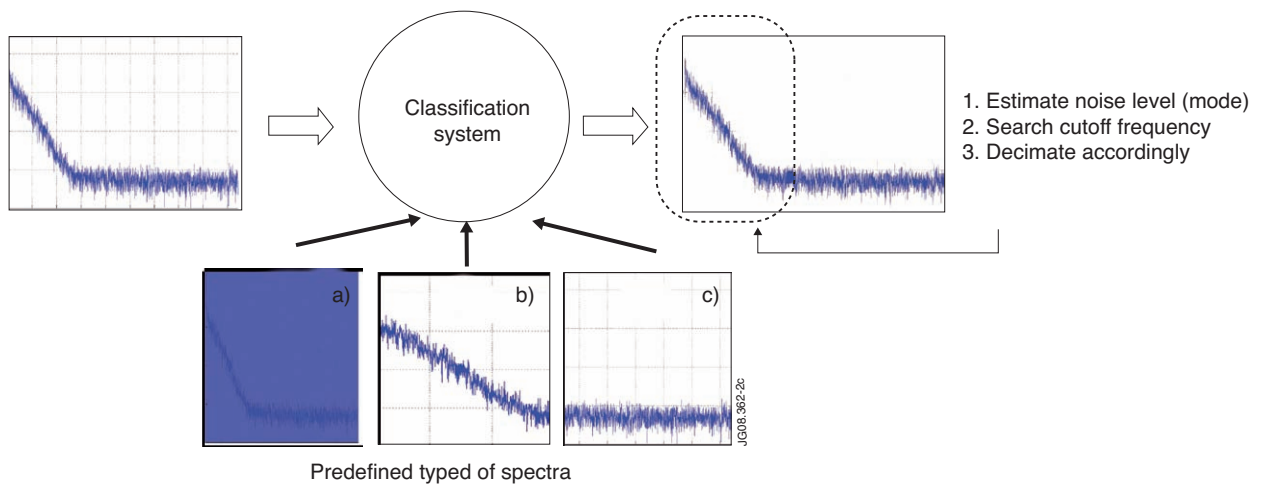 Classification
system
1. Estimate noise level (mode)
2. Search cutoff frequency
3. Decimate accordingly
a)
b)
c)
JG08.362-2c
Predefined typed of spectra